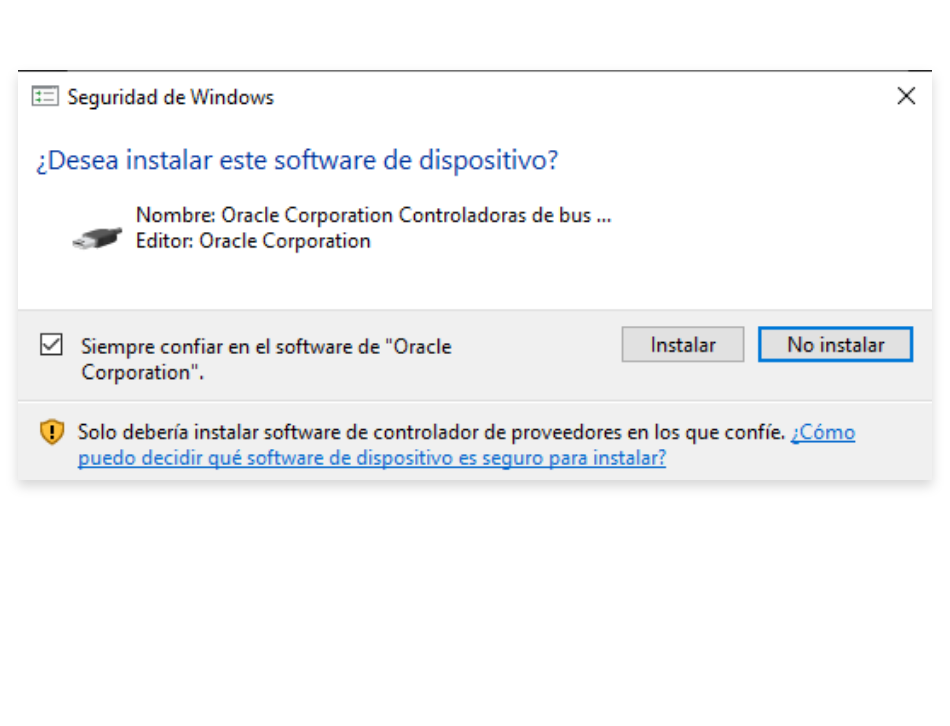 Seguridad de Windows
¿Desea instalar este software de dispositivo?
Nombre: Oracle Corporation Controladoras de bus ...
Editor: Oracle Corporation
Siempre confiar en el software de "Oracle
Corporation".
Instalar
No instalar
Solo debería instalar software de controlador de proveedores en los que confíe. ¿Cómo
puedo decidir qué software de dispositivo es seguro para instalar?